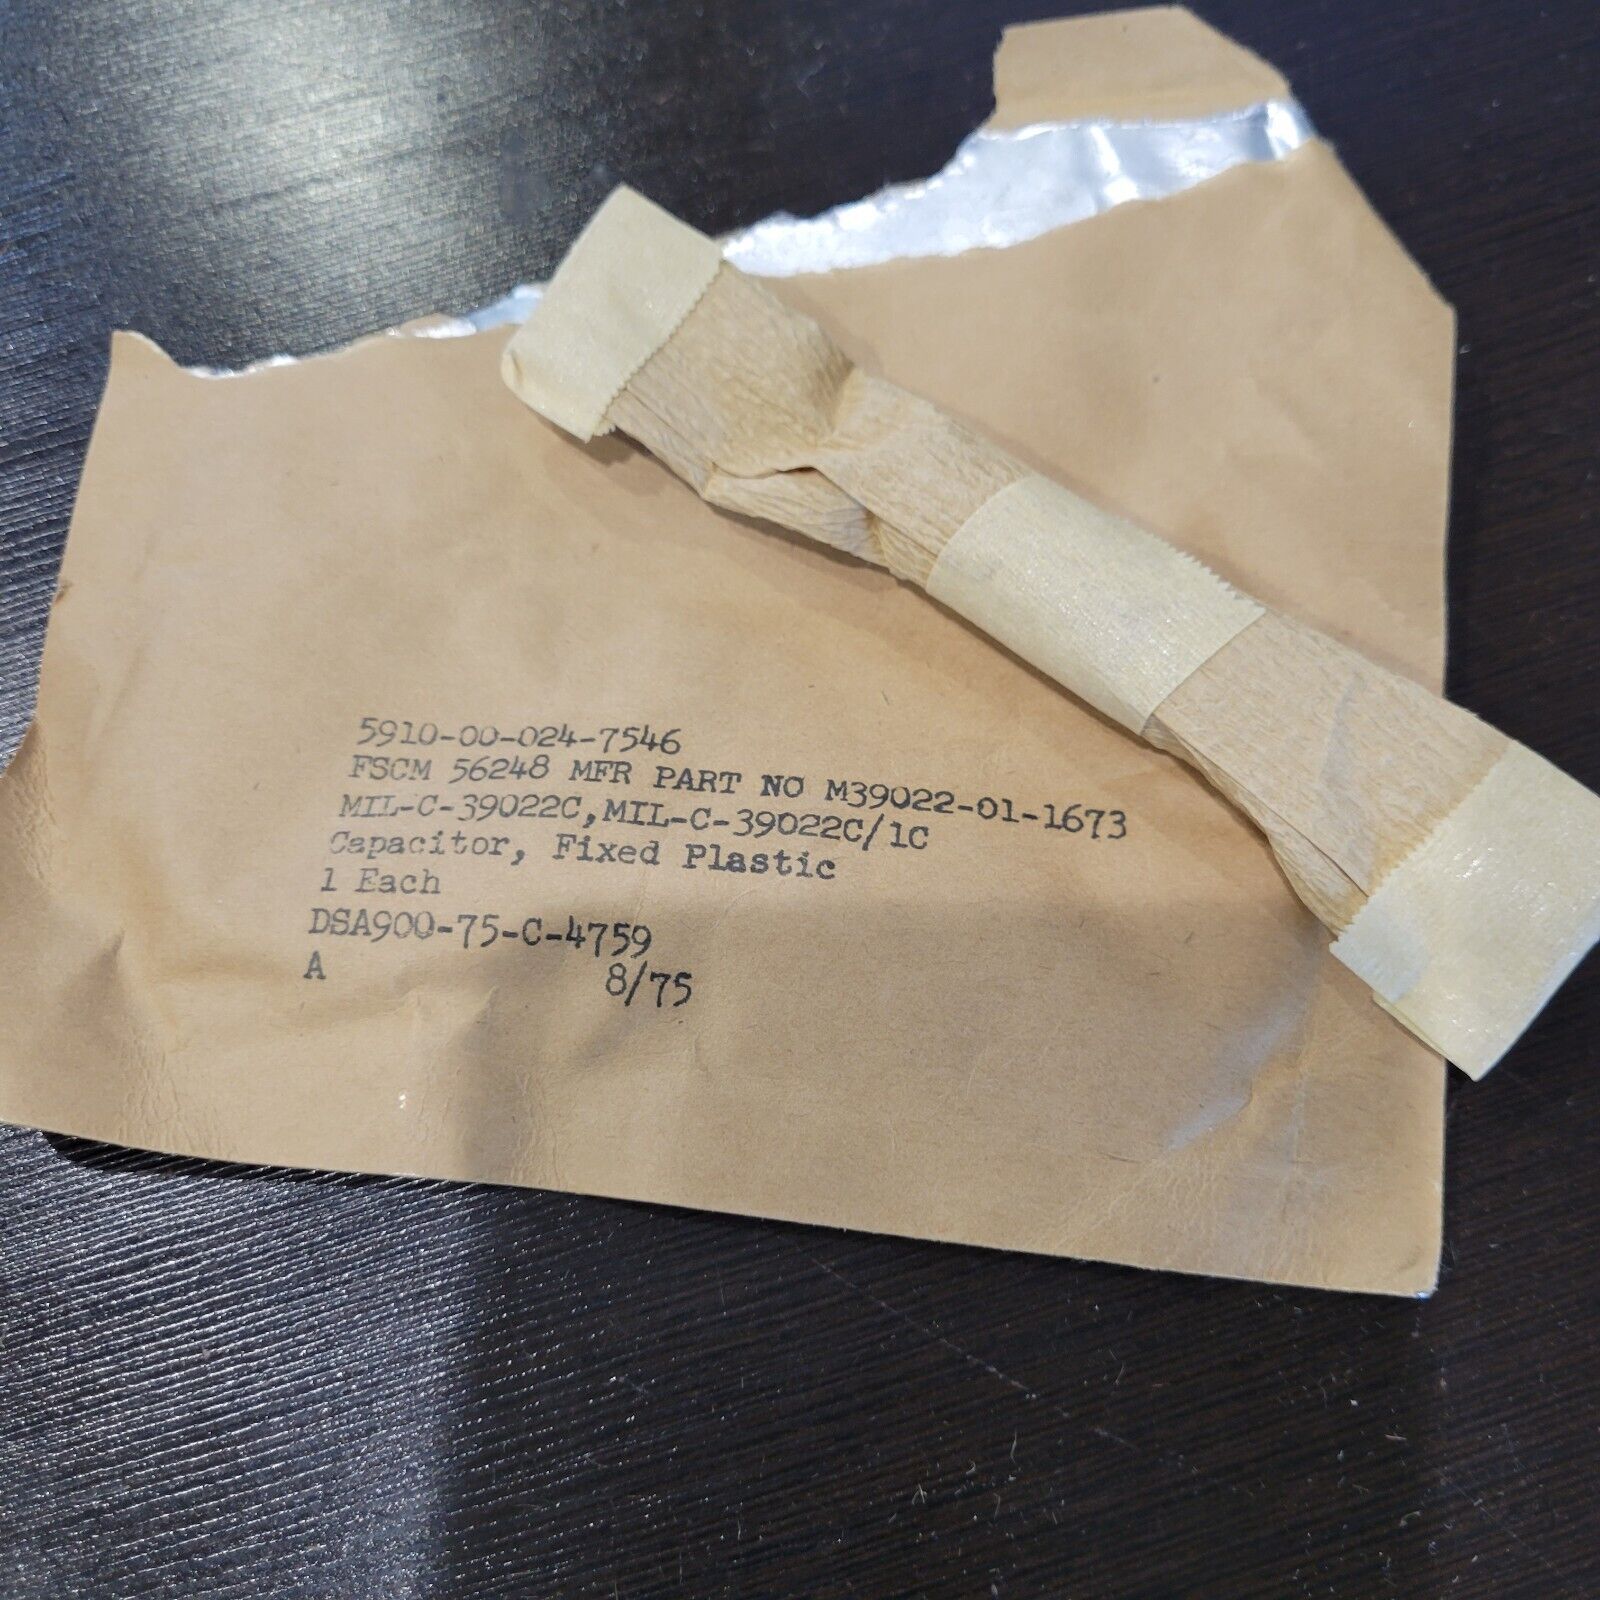 5910-00-024-7546
FSCM 56248 MFR PART NO M39022-01-1673
MIL-C-39022C,MIL-C-39022C/1C
Capacitor, Fixed Plastic
1 Each
DSA900-75-C-4759
A 8/75